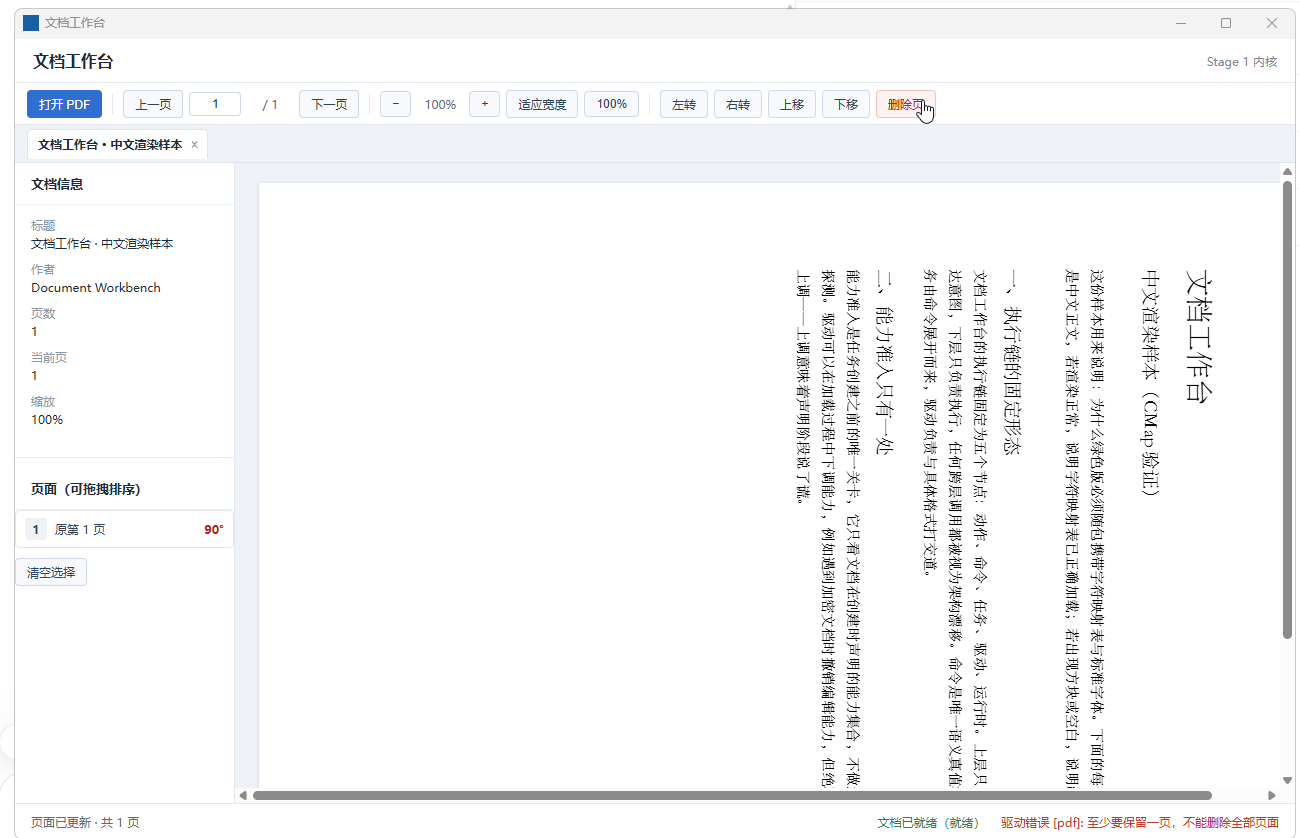 文档工作台
文档工作台
Stage 1 内核
打开 PDF
上一页
1
/ 1
下一页
−
100%
+
适应宽度
100%
左转
右转
上移
下移
删除页
文档工作台 · 中文渲染样本 ×
文档信息
标题
文档工作台 · 中文渲染样本
作者
Document Workbench
页数
1
当前页
1
缩放
100%
页面（可拖拽排序）
1 原第 1 页 90°
清空选择
文档工作台
中文渲染样本（CMap 验证）
这份样本用来说明：为什么绿色版必须随包携带字符映射表与标准字体。下面的每
是中文正文，若渲染正常，说明字符映射表已正确加载；若出现方块或空白，说明
一、执行链的固定形态
文档工作台的执行链固定为五个节点：动作、命令、任务、驱动、运行时。上层只
达意图，下层只负责执行，任何跨层调用都被视为架构漂移。命令是唯一语义真值
务由命令展开而来，驱动负责与具体格式打交道。
二、能力准入只有一处
能力准入是任务创建之前的唯一关卡，它只看文档在创建时声明的能力集合，不做
探测。驱动可以在加载过程中下调能力，例如遇到加密文档时撤销编辑能力，但绝
上调——上调意味着声明阶段说了谎。
页面已更新 · 共 1 页
文档已就绪（就绪）
驱动错误 [pdf]: 至少要保留一页，不能删除全部页面